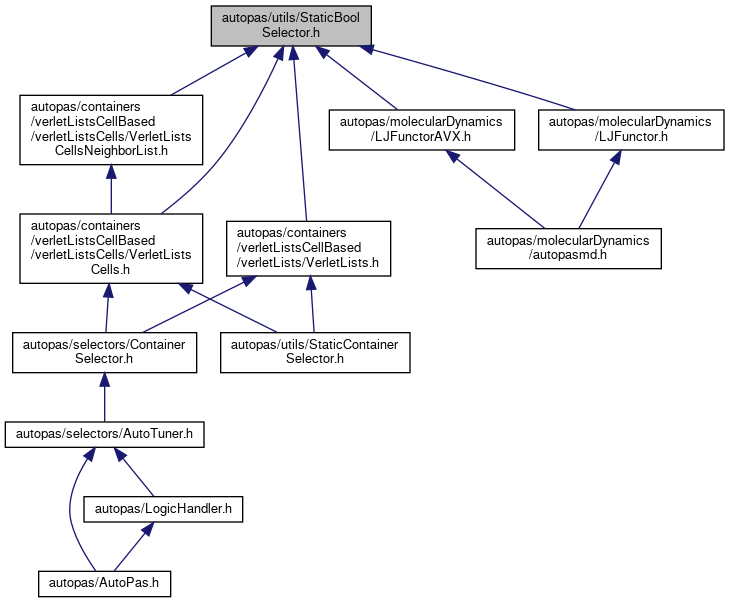 autopas/utils/StaticBool
Selector.h
autopas/containers
/verletListsCellBased
/verletListsCells/VerletLists
CellsNeighborList.h
autopas/molecularDynamics
/LJFunctorAVX.h
autopas/molecularDynamics
/LJFunctor.h
autopas/containers
/verletListsCellBased
/verletListsCells/VerletLists
Cells.h
autopas/containers
/verletListsCellBased
/verletLists/VerletLists.h
autopas/molecularDynamics
/autopasmd.h
autopas/selectors/Container
Selector.h
autopas/utils/StaticContainer
Selector.h
autopas/selectors/AutoTuner.h
autopas/LogicHandler.h
autopas/AutoPas.h